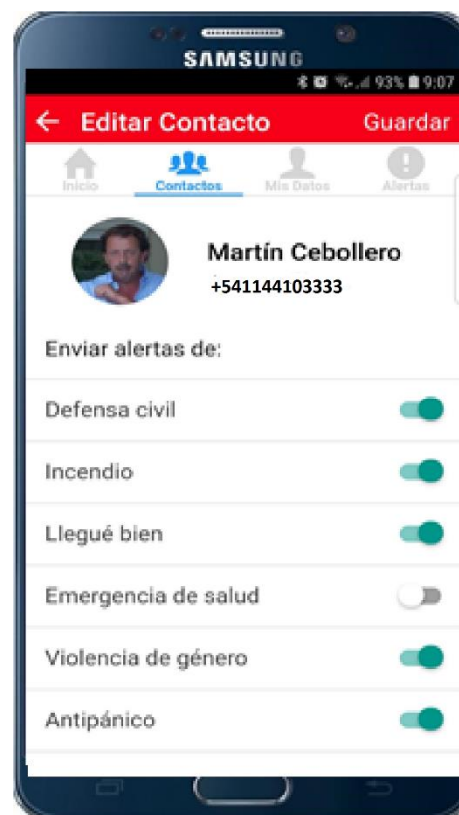 SAMSUNG
93% 9:07
Editar Contacto Guardar
Inicio Contactos Mis Datos Alertas
Martín Cebollero
+541144103333
Enviar alertas de:
Defensa civil
Incendio
Llegué bien
Emergencia de salud
Violencia de género
Antipánico